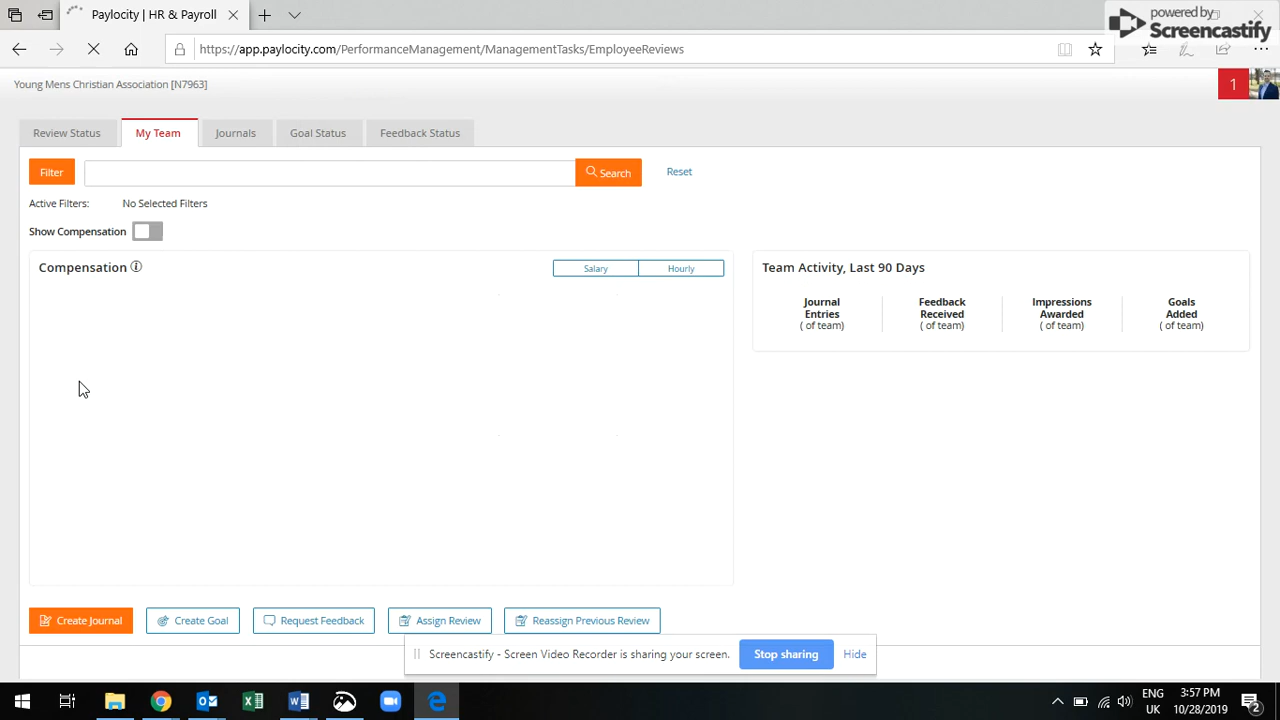 Paylocity | HR & Payroll
powered by
Screencastify
https://app.paylocity.com/PerformanceManagement/ManagementTasks/EmployeeReviews
Young Mens Christian Association [N7963]
1
Review Status
My Team
Journals
Goal Status
Feedback Status
Filter
Search
Reset
Active Filters: No Selected Filters
Show Compensation
Compensation
Salary
Hourly
Team Activity, Last 90 Days
Journal
Entries
( of team)
Feedback
Received
( of team)
Impressions
Awarded
( of team)
Goals
Added
( of team)
Create Journal
Create Goal
Request Feedback
Assign Review
Reassign Previous Review
Screencastify - Screen Video Recorder is sharing your screen.
Stop sharing
Hide
ENG
UK
3:57 PM
10/28/2019
2